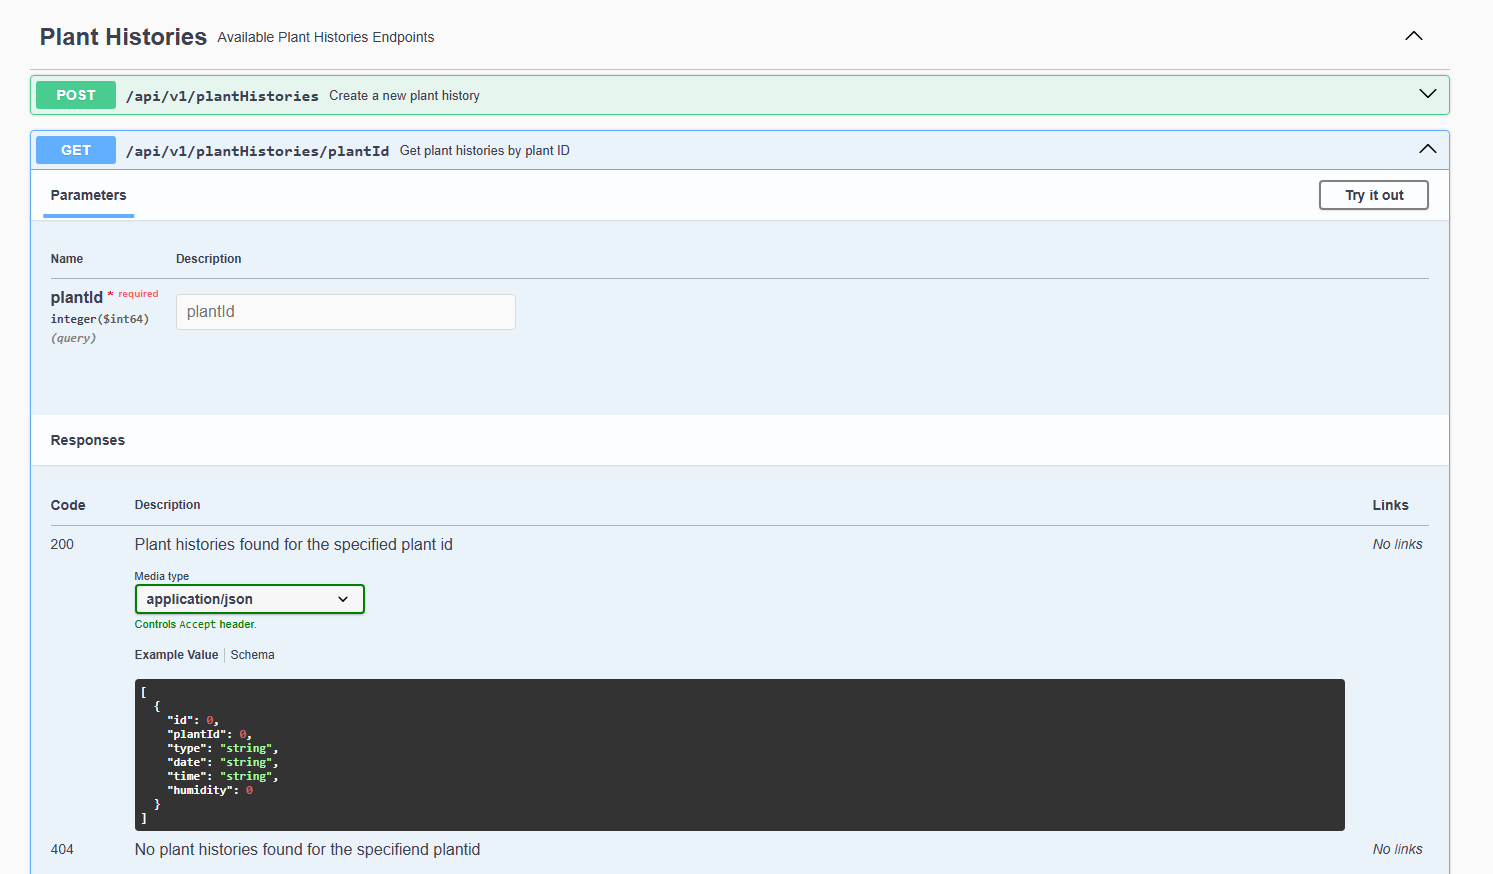 Plant Histories Available Plant Histories Endpoints
POST /api/v1/plantHistories Create a new plant history
GET /api/v1/plantHistories/plantId Get plant histories by plant ID
Parameters
Try it out
Name Description
plantId * required
integer($int64)
(query)
plantId
Responses
Code Description Links
200 Plant histories found for the specified plant id No links
Media type
application/json
Controls Accept header.
Example Value Schema
[
  {
    "id": 0,
    "plantId": 0,
    "type": "string",
    "date": "string",
    "time": "string",
    "humidity": 0
  }
]
404 No plant histories found for the specifiend plantid No links